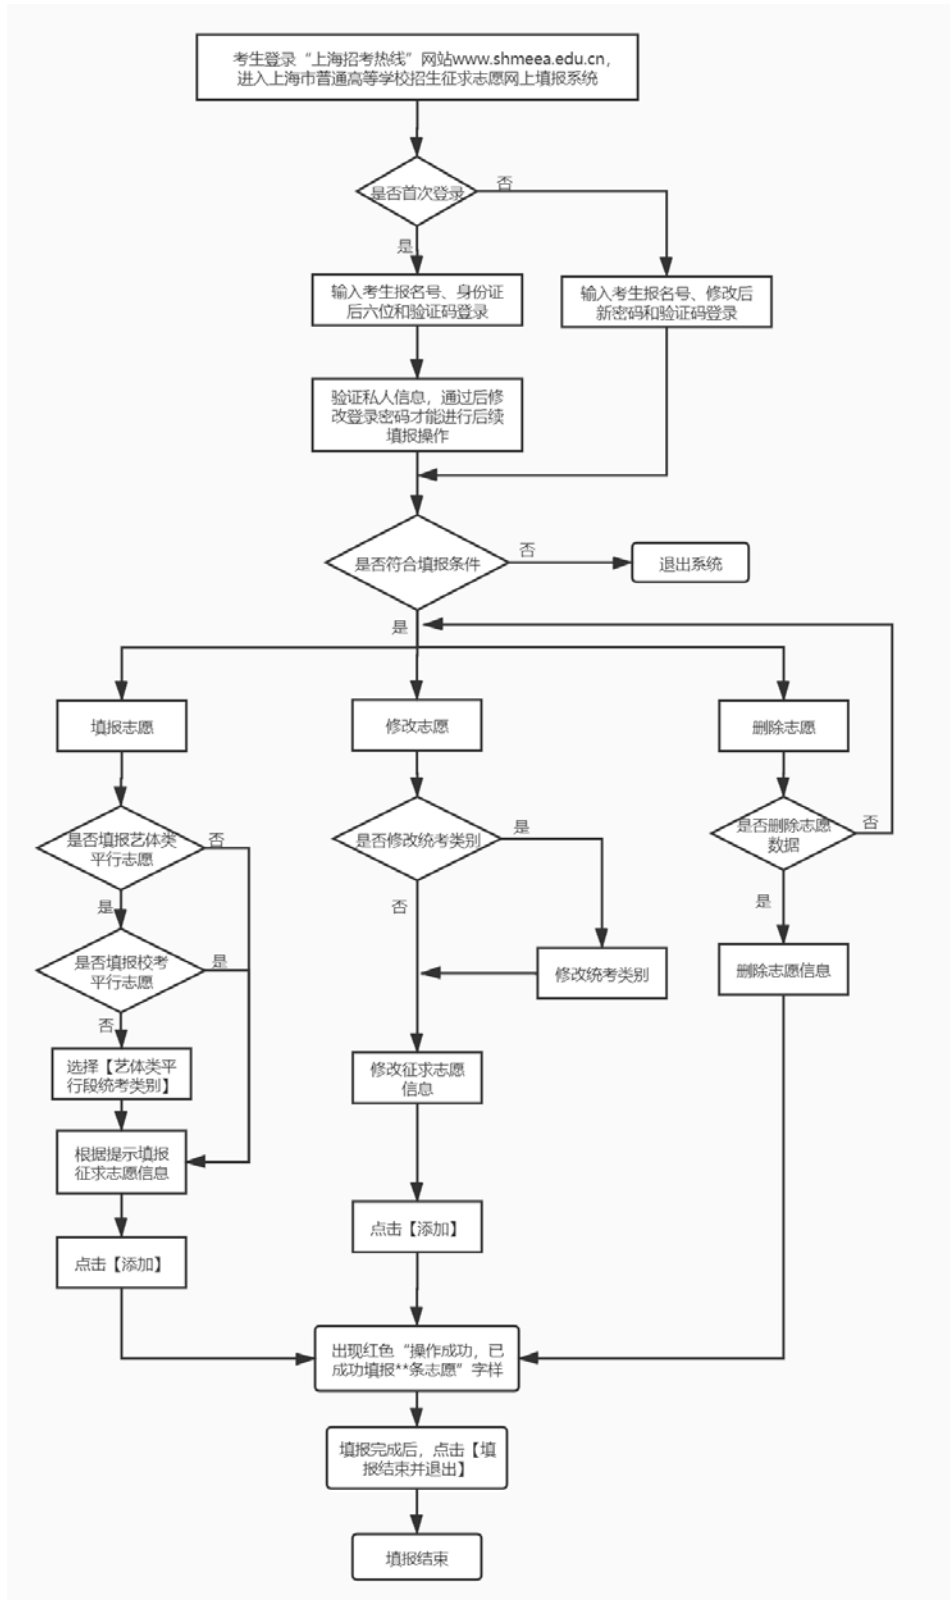 考生登录“上海招考热线”网站www.shmeea.edu.cn,
进入上海市普通高等学校招生征求志愿网上填报系统
是否首次登录
否
是
输入考生报名号、身份证
后六位和验证码登录
输入考生报名号、修改后
新密码和验证码登录
验证私人信息，通过后修
改登录密码才能进行后续
填报操作
是否符合填报条件
否
退出系统
是
填报志愿
修改志愿
删除志愿
是否填报艺体类
平行志愿
否
是
是否填报校考
平行志愿
是
否
选择【艺体类平
行段统考类别】
根据提示填报
征求志愿信息
点击【添加】
是否修改统考类别
是
否
修改统考类别
修改征求志愿
信息
点击【添加】
是否删除志愿
数据
否
是
删除志愿信息
出现红色“操作成功，已
成功填报**条志愿”字样
填报完成后，点击【填
报结束并退出】
填报结束